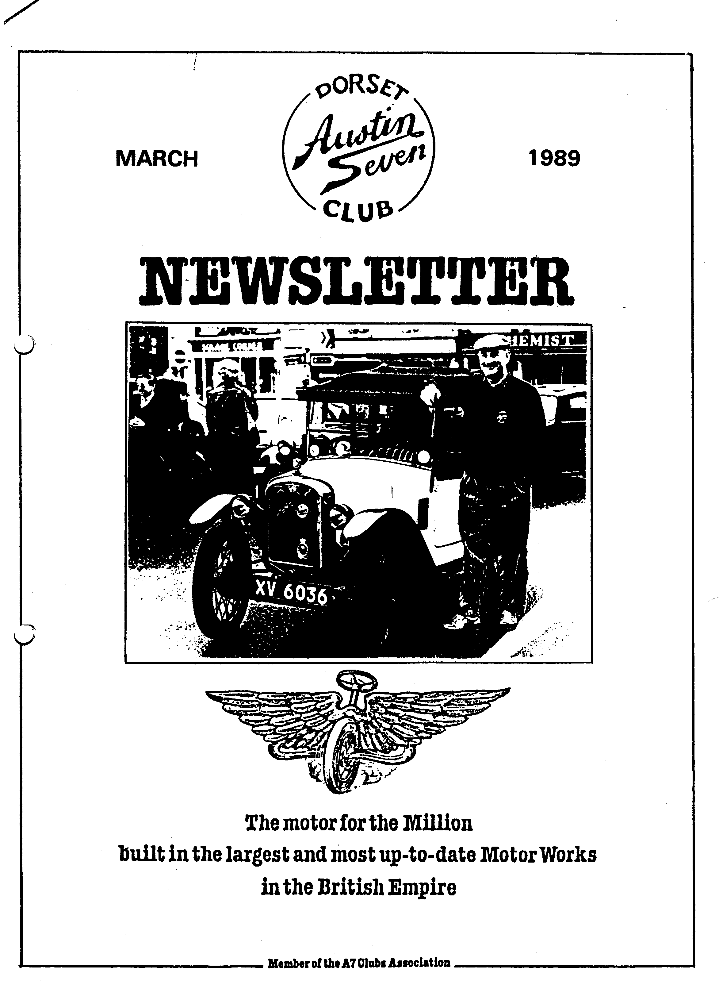 DORSET
Austin
Seven
CLUB
MARCH
1989
NEWSLETTER
HEMIST
XV 6036
The motor for the Million
built in the largest and most up-to-date Motor Works
in the British Empire
Member of the A7 Clubs Association